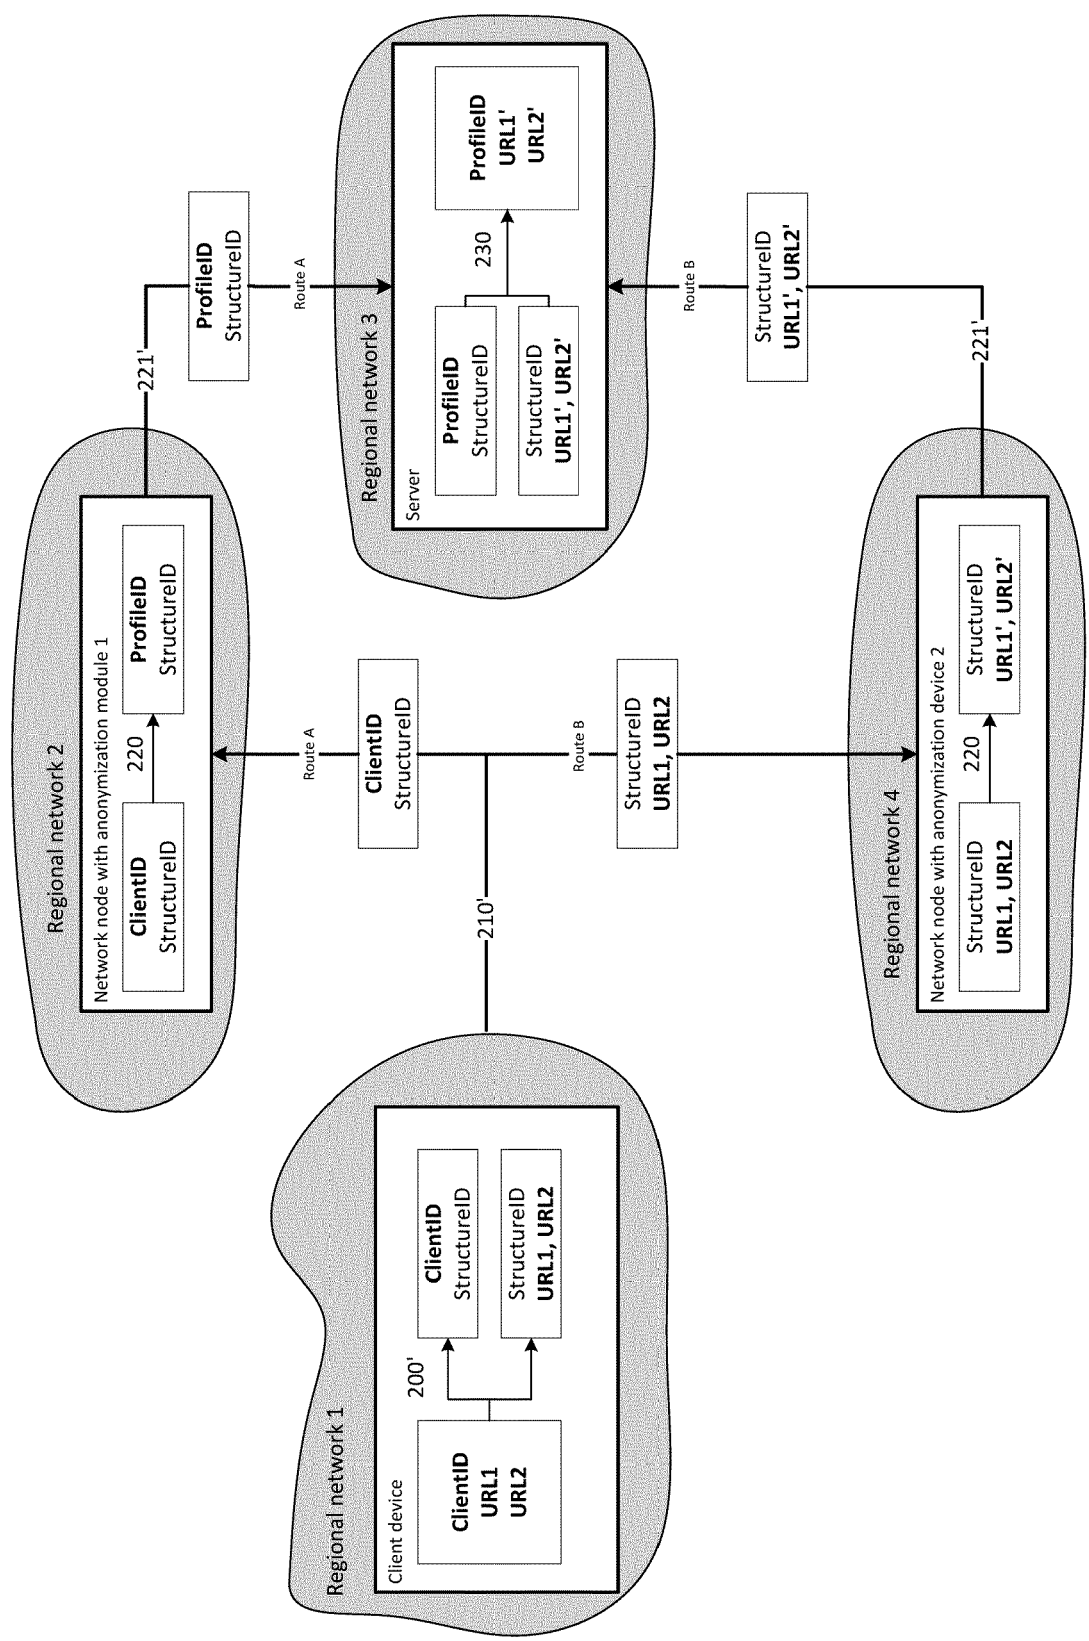 Regional network 1
Client device
ClientID
URL1
URL2
200'
ClientID
StructureID
StructureID
URL1, URL2
210'
Route A
ClientID
StructureID
Route B
StructureID
URL1, URL2
Regional network 2
Network node with anonymization module 1
ClientID
StructureID
220
ProfileID
StructureID
221'
ProfileID
StructureID
Route A
Regional network 4
Network node with anonymization device 2
StructureID
URL1, URL2
220
StructureID
URL1', URL2'
221'
StructureID
URL1', URL2'
Route B
Regional network 3
Server
ProfileID
StructureID
StructureID
URL1', URL2'
230
ProfileID
URL1'
URL2'